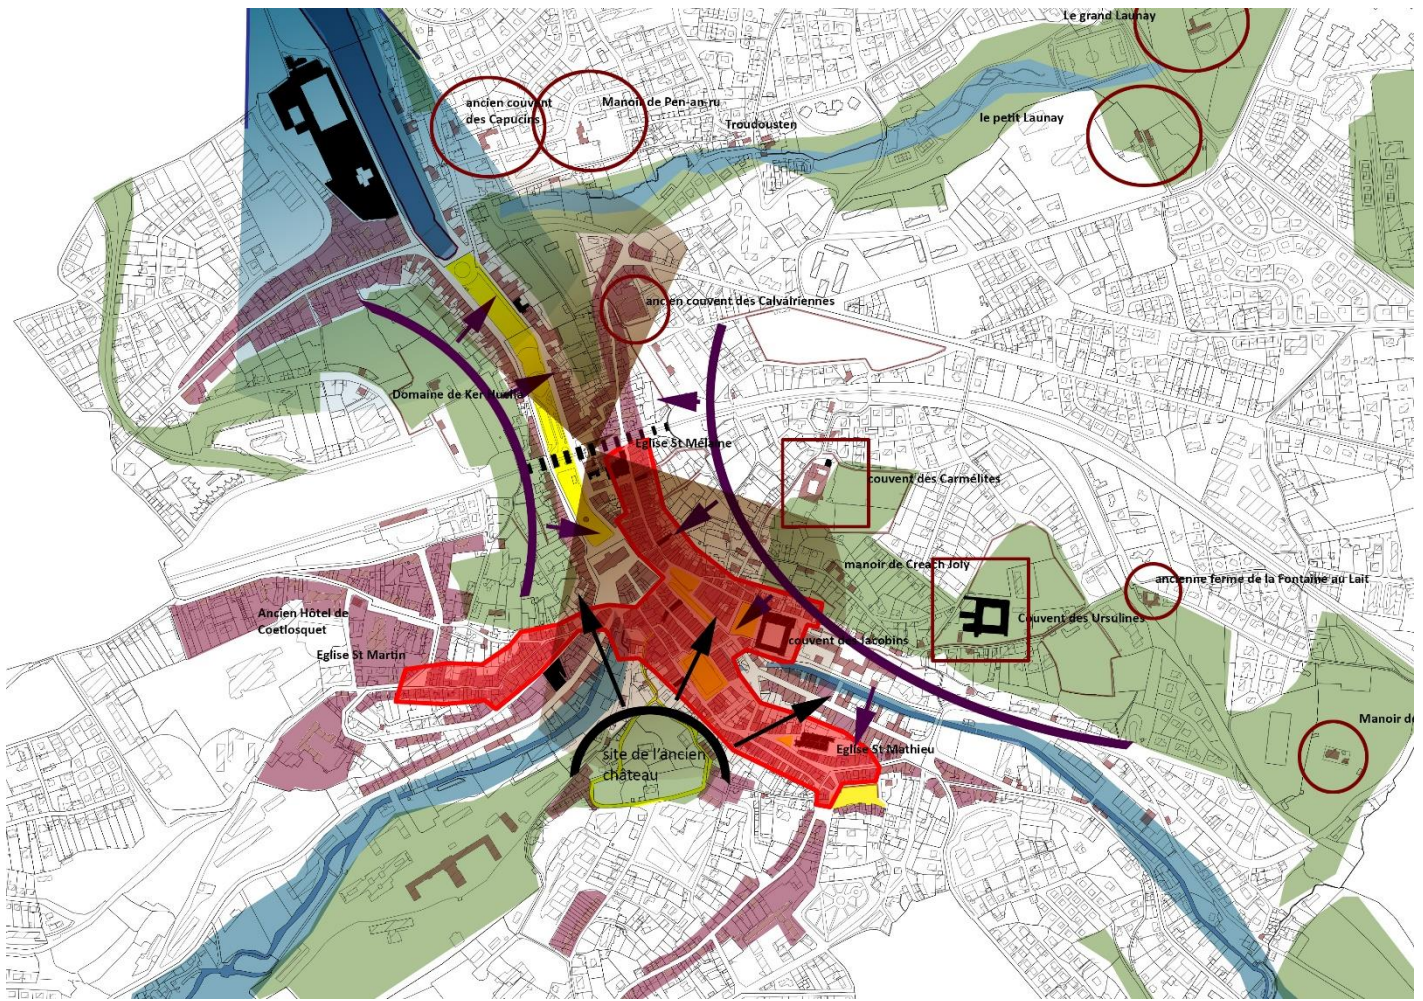 Le grand Launay
ancien couvent
des Capucins
Manoir de Pen-an-ru
Troudousten
le petit Launay
ancien couvent des Calvairiennes
Domaine de Ker
Eglise St Mélaine
couvent des Carmélites
manoir de Creach Joly
ancienne ferme de la Fontaine au Lait
Ancien Hôtel de
Coetlosquet
Couvent des Ursulines
couvent des Jacobins
Eglise St Martin
Manoir de
Eglise St Mathieu
site de l'ancien
château